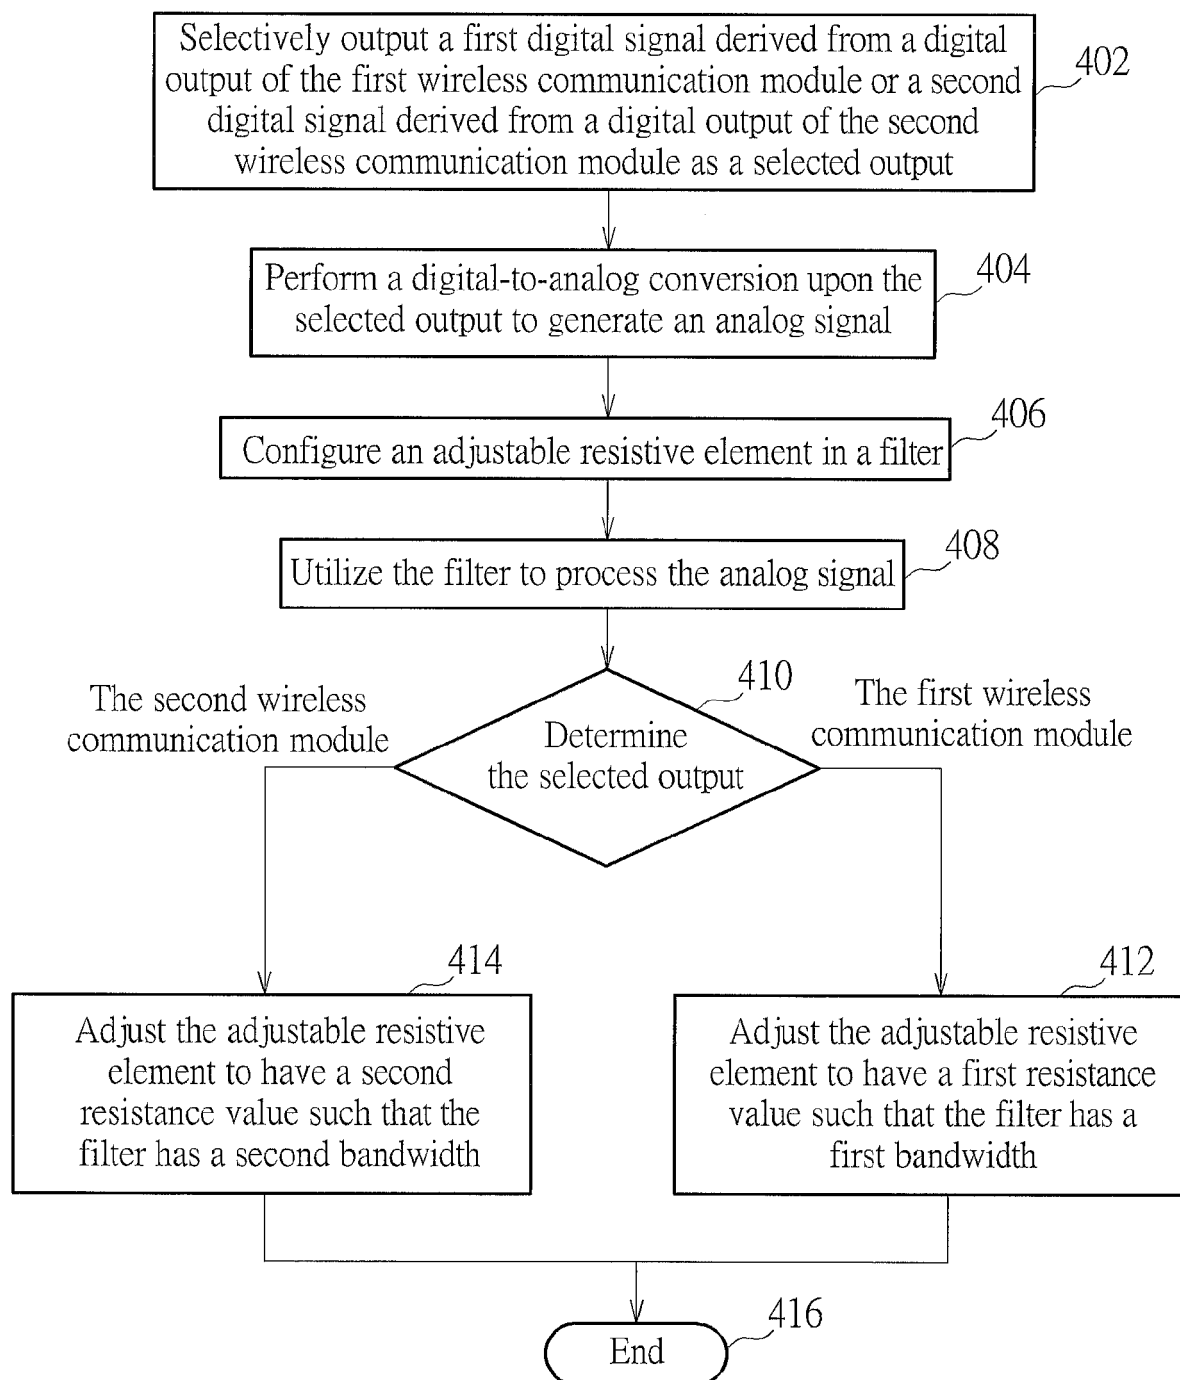 Selectively output a first digital signal derived from a digital
output of the first wireless communication module or a second
digital signal derived from a digital output of the second
wireless communication module as a selected output
402
Perform a digital-to-analog conversion upon the
selected output to generate an analog signal
404
Configure an adjustable resistive element in a filter
406
Utilize the filter to process the analog signal
408
410
Determine
the selected output
The second wireless
communication module
The first wireless
communication module
414
Adjust the adjustable resistive
element to have a second
resistance value such that the
filter has a second bandwidth
412
Adjust the adjustable resistive
element to have a first resistance
value such that the filter has a
first bandwidth
End
416